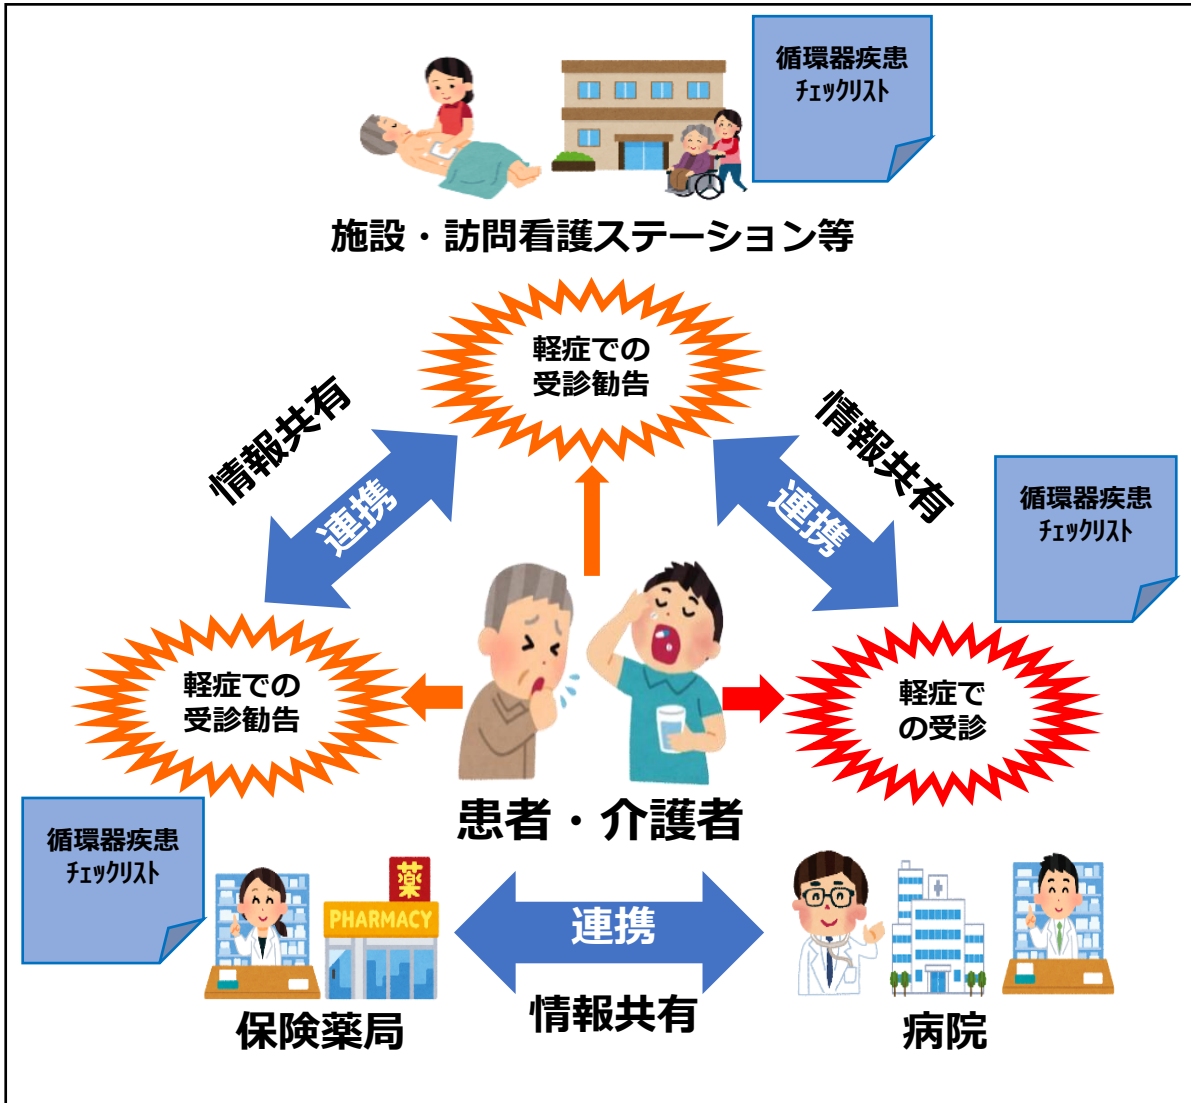 循環器疾患
ﾁｪｯｸﾘｽﾄ
施設・訪問看護ステーション等
軽症での
受診勧告
情報共有
連携
情報共有
連携
循環器疾患
ﾁｪｯｸﾘｽﾄ
軽症での
受診勧告
軽症で
の受診
患者・介護者
循環器疾患
ﾁｪｯｸﾘｽﾄ
薬
PHARMACY
連携
情報共有
保険薬局
病院